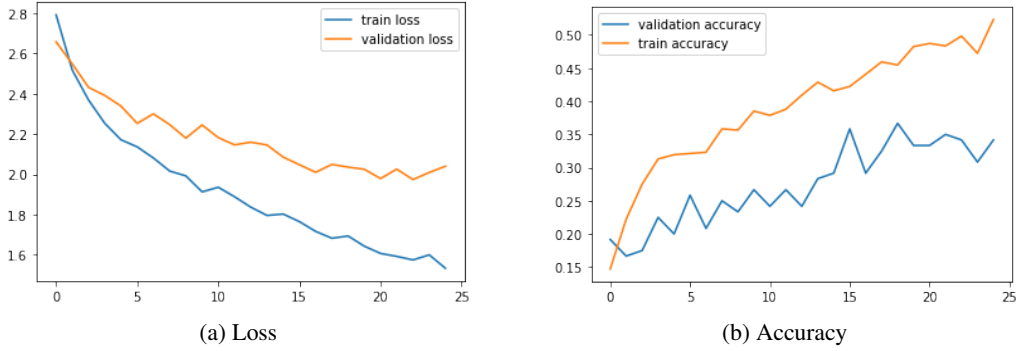 2.8
2.6
2.4
2.2
2.0
1.8
1.6
0 5 10 15 20 25
train loss
validation loss
(a) Loss
0.50
0.45
0.40
0.35
0.30
0.25
0.20
0.15
0 5 10 15 20 25
validation accuracy
train accuracy
(b) Accuracy